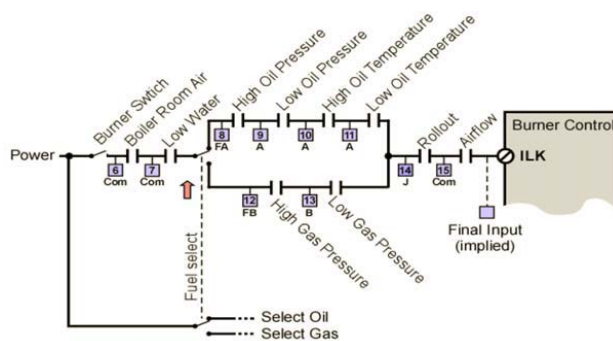 Burner Swtich
Boiler Room Air
Low Water
High Oil Pressure
Low Oil Pressure
High Oil Temperature
Low Oil Temperature
Rollout
Airflow
Burner Control
Power
ILK
6
Com
7
Com
8
FA
9
A
10
A
11
A
12
FB
13
B
14
J
15
Com
High Gas Pressure
Low Gas Pressure
Final Input
(implied)
Fuel select
Select Oil
Select Gas